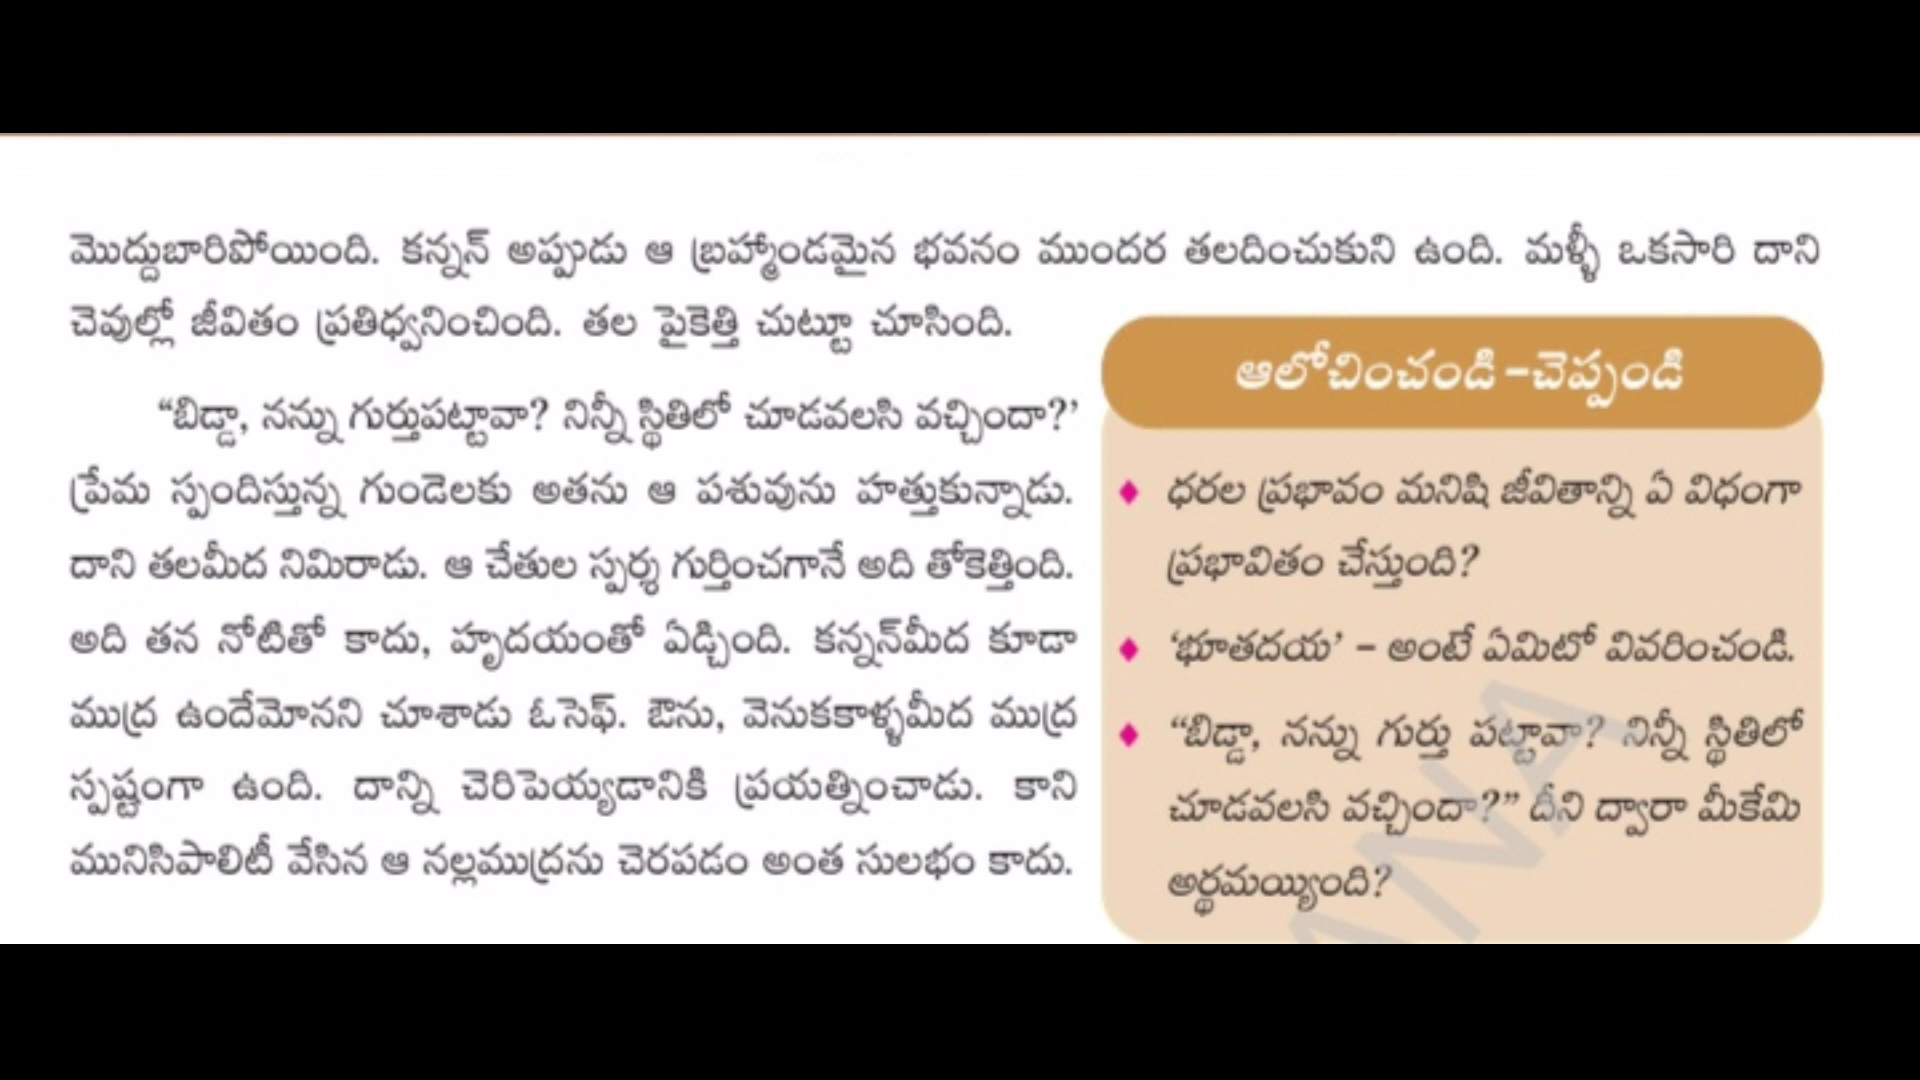 మొద్దుబారిపోయింది. కన్నన్ అప్పుడు ఆ బ్రహ్మాండమైన భవనం ముందర తలదించుకుని ఉంది. మళ్ళీ ఒకసారి దాని
చెవుల్లో జీవితం ప్రతిధ్వనించింది. తల పైకెత్తి చుట్టూ చూసింది.
“బిడ్డా, నన్ను గుర్తుపట్టావా? నిన్నీ స్థితిలో చూడవలసి వచ్చిందా?’
ప్రేమ స్పందిస్తున్న గుండెలకు అతను ఆ పశువును హత్తుకున్నాడు.
దాని తలమీద నిమిరాడు. ఆ చేతుల స్పర్శ గుర్తించగానే అది తోకెత్తింది.
అది తన నోటితో కాదు, హృదయంతో ఏడ్చింది. కన్నన్‌మీద కూడా
ముద్ర ఉందేమోనని చూశాడు ఓసెఫ్. ఔను, వెనుకకాళ్ళమీద ముద్ర
స్పష్టంగా ఉంది. దాన్ని చెరిపెయ్యడానికి ప్రయత్నించాడు. కాని
మునిసిపాలిటీ వేసిన ఆ నల్లముద్రను చెరపడం అంత సులభం కాదు.
ఆలోచించండి-చెప్పండి
♦ ధరల ప్రభావం మనిషి జీవితాన్ని ఏ విధంగా
ప్రభావితం చేస్తుంది?
♦ ‘భూతదయ’ – అంటే ఏమిటో వివరించండి.
♦ “బిడ్డా, నన్ను గుర్తు పట్టావా? నిన్నీ స్థితిలో
చూడవలసి వచ్చిందా?” దీని ద్వారా మీకేమి
అర్థమయ్యింది?